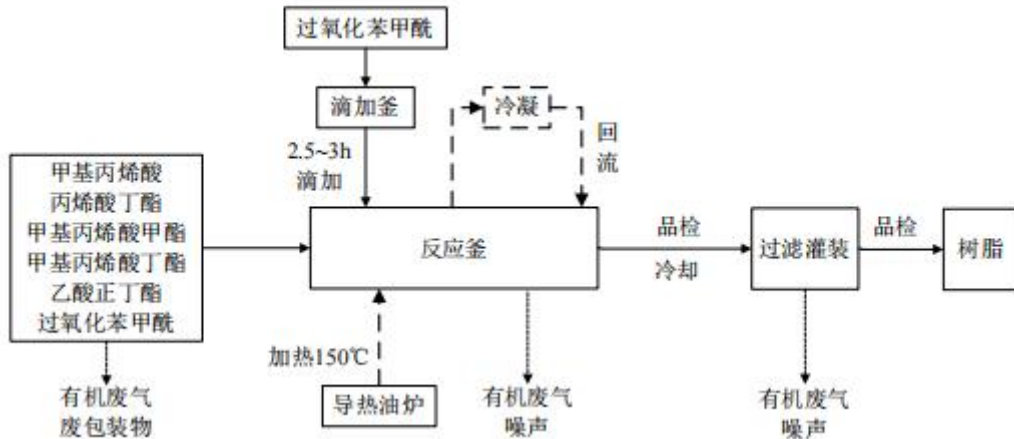 过氧化苯甲酰
滴加釜
冷凝
回流
2.5~3h
滴加
甲基丙烯酸
丙烯酸丁酯
甲基丙烯酸甲酯
甲基丙烯酸丁酯
乙酸正丁酯
过氧化苯甲酰
反应釜
品检
冷却
过滤灌装
品检
树脂
加热150℃
导热油炉
有机废气
废包装物
有机废气
噪声
有机废气
噪声